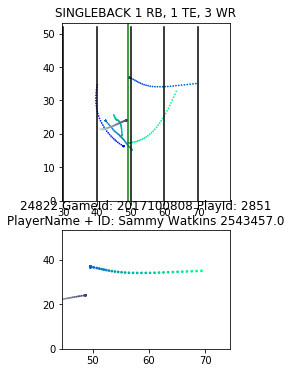 SINGLEBACK 1 RB, 1 TE, 3 WR
50
40
30
20
10
0
30 40 50 60 70
24822 GameId: 2017100808 PlayId: 2851
PlayerName + ID: Sammy Watkins 2543457.0
40
20
0
50 60 70